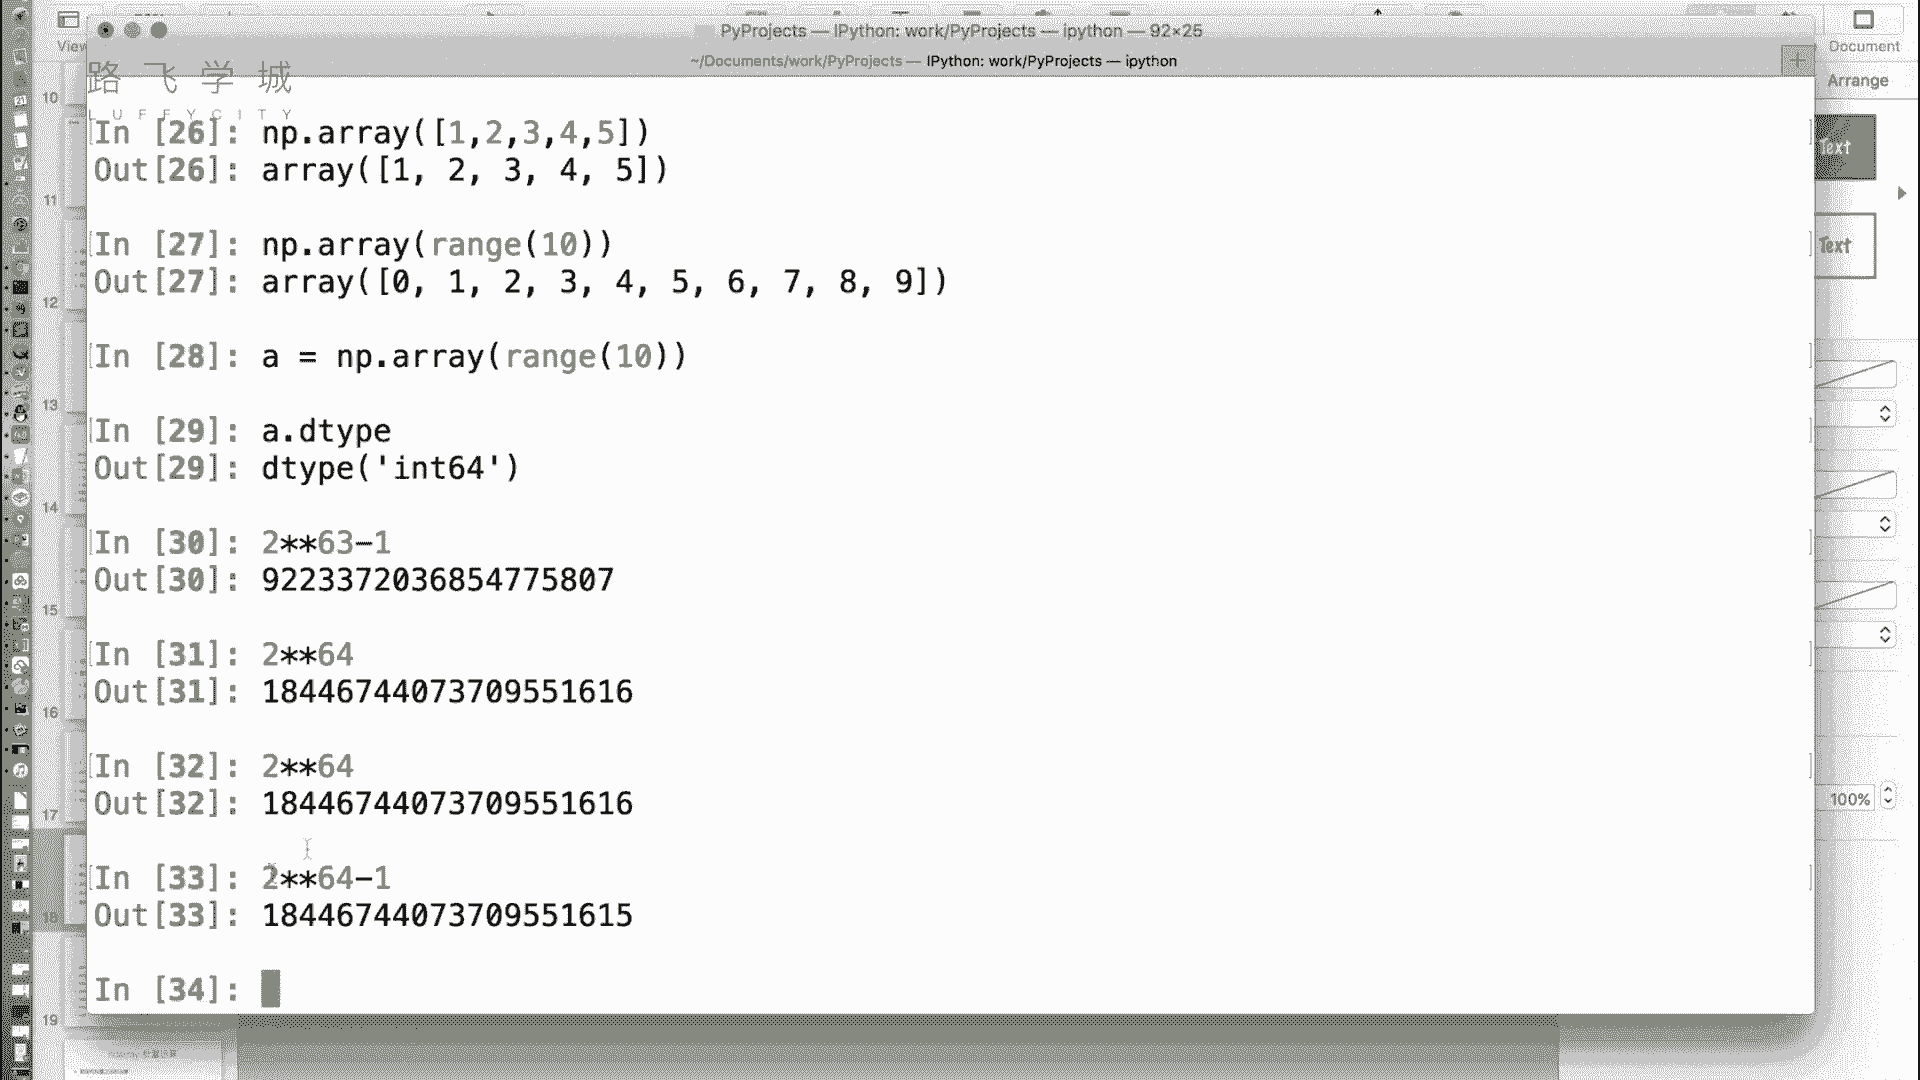 View
PyProjects — IPython: work/PyProjects — ipython — 92×25
Document
~/Documents/work/PyProjects — IPython: work/PyProjects — ipython
Arrange
路飞学城
LUFFYCITY
In [26]: np.array([1,2,3,4,5])
Out[26]: array([1, 2, 3, 4, 5])
In [27]: np.array(range(10))
Out[27]: array([0, 1, 2, 3, 4, 5, 6, 7, 8, 9])
In [28]: a = np.array(range(10))
In [29]: a.dtype
Out[29]: dtype('int64')
In [30]: 2**63-1
Out[30]: 9223372036854775807
In [31]: 2**64
Out[31]: 18446744073709551616
In [32]: 2**64
Out[32]: 18446744073709551616
In [33]: 2**64-1
Out[33]: 18446744073709551615
In [34]:
10
11
12
13
14
15
16
17
18
19
Text
Text
100%